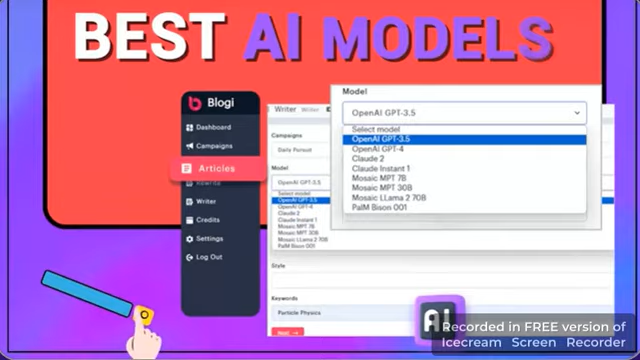 BEST AI MODELS
Blogi
Dashboard
Campaigns
Articles
Rewrite
Writer
Credits
Settings
Log Out
Writer
Campaigns
Daily Pursuit
Model
OpenAI GPT-3.5
Select model
OpenAI GPT-3.5
OpenAI GPT-4
Claude 2
Claude Instant 1
Mosaic MPT 7B
Mosaic MPT 30B
Mosaic LLama 2 70B
PalM Bison 001
Style
Keywords
Particle Physics
Model
OpenAI GPT-3.5
Select model
OpenAI GPT-3.5
OpenAI GPT-4
Claude 2
Claude Instant 1
Mosaic MPT 7B
Mosaic MPT 30B
Mosaic LLama 2 70B
PalM Bison 001
AI
Recorded in FREE version of
Icecream Screen Recorder